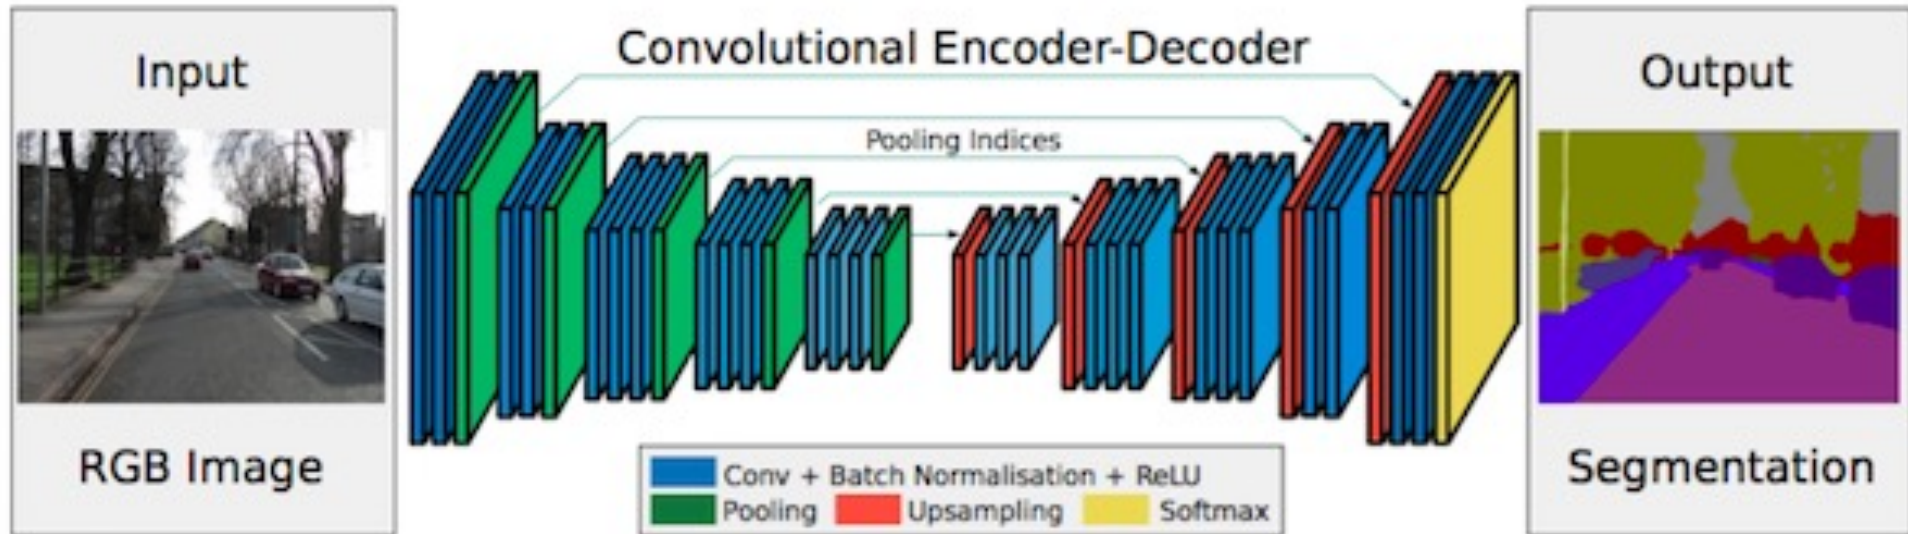 Input
RGB Image
Convolutional Encoder-Decoder
Pooling Indices
Conv + Batch Normalisation + ReLU
Pooling Upsampling Softmax
Output
Segmentation